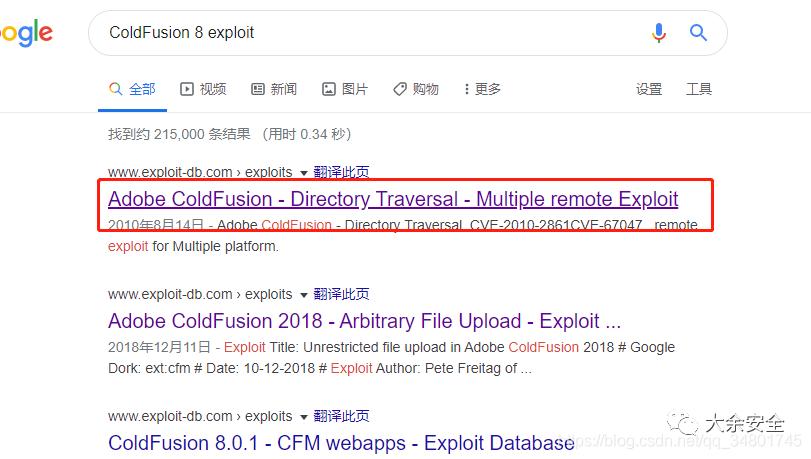 ogle
ColdFusion 8 exploit
全部 视频 新闻 图片 购物 更多 设置 工具
找到约 215,000 条结果 （用时 0.34 秒）
www.exploit-db.com › exploits ▾ 翻译此页
Adobe ColdFusion - Directory Traversal - Multiple remote Exploit
2010年8月14日 - Adobe ColdFusion - Directory Traversal. CVE-2010-2861CVE-67047 . remote
exploit for Multiple platform.
www.exploit-db.com › exploits ▾ 翻译此页
Adobe ColdFusion 2018 - Arbitrary File Upload - Exploit ...
2018年12月11日 - Exploit Title: Unrestricted file upload in Adobe ColdFusion 2018 # Google
Dork: ext:cfm # Date: 10-12-2018 # Exploit Author: Pete Freitag of ...
www.exploit-db.com › exploits ▾ 翻译此页
ColdFusion 8.0.1 - CFM webapps - Exploit Database
大余安全
https://blog.csdn.net/qq_34801745